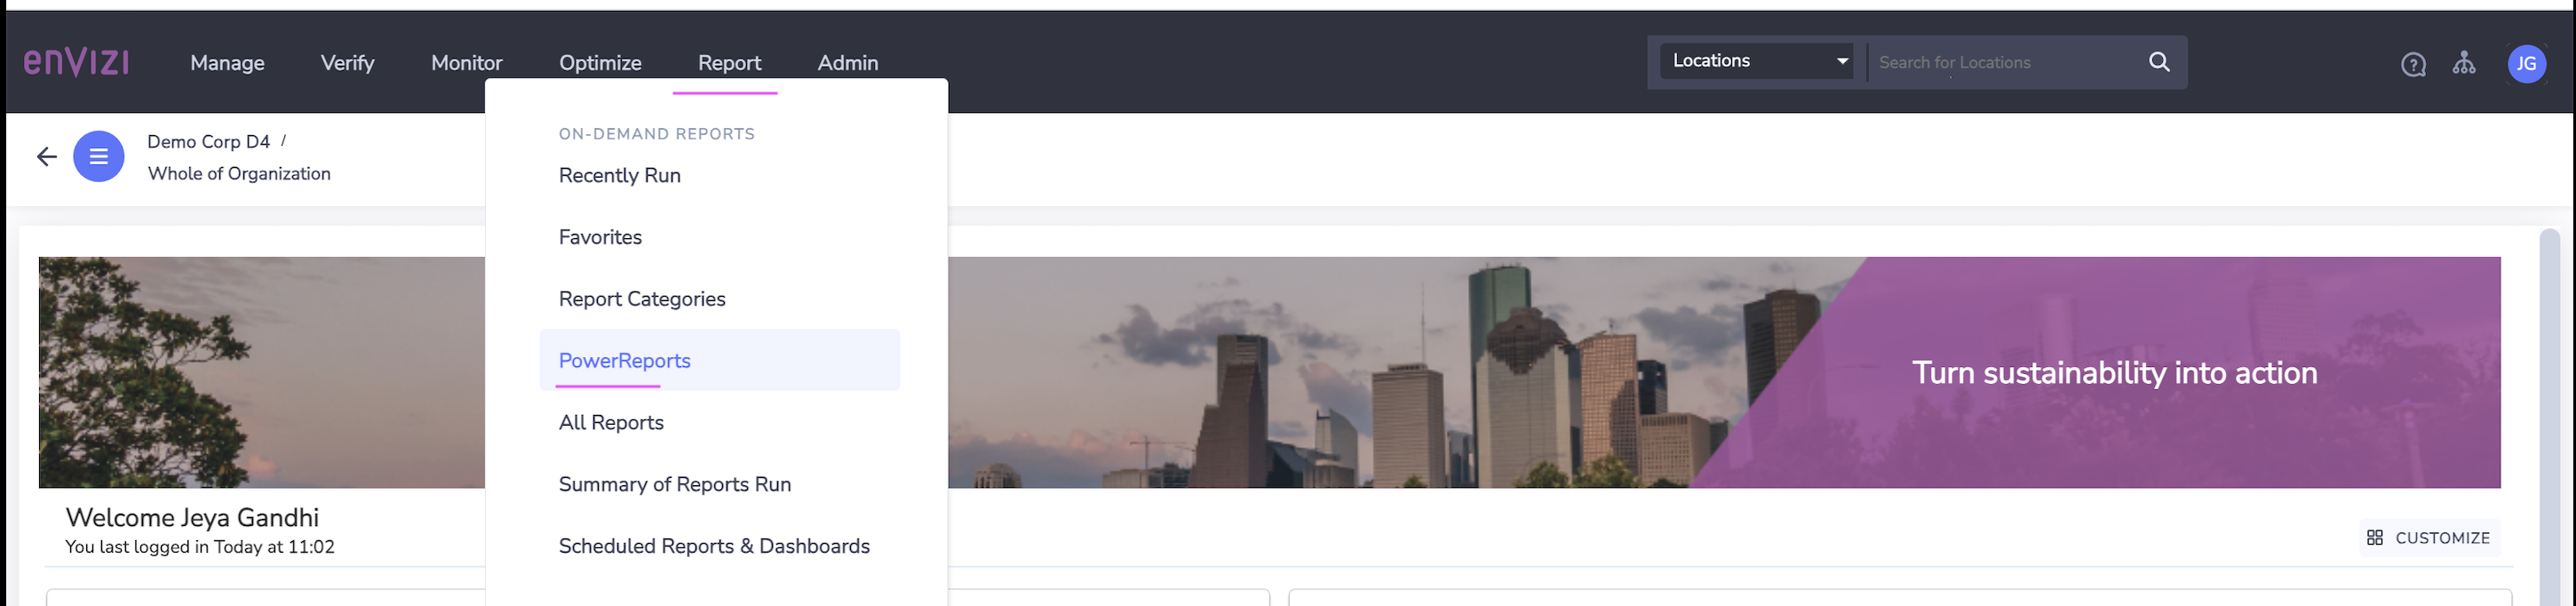 enVIZI
Manage Verify Monitor Optimize Report Admin
Locations
Search for Locations
JG
Demo Corp D4 /
Whole of Organization
ON-DEMAND REPORTS
Recently Run
Favorites
Report Categories
PowerReports
All Reports
Summary of Reports Run
Scheduled Reports & Dashboards
Turn sustainability into action
Welcome Jeya Gandhi
You last logged in Today at 11:02
CUSTOMIZE